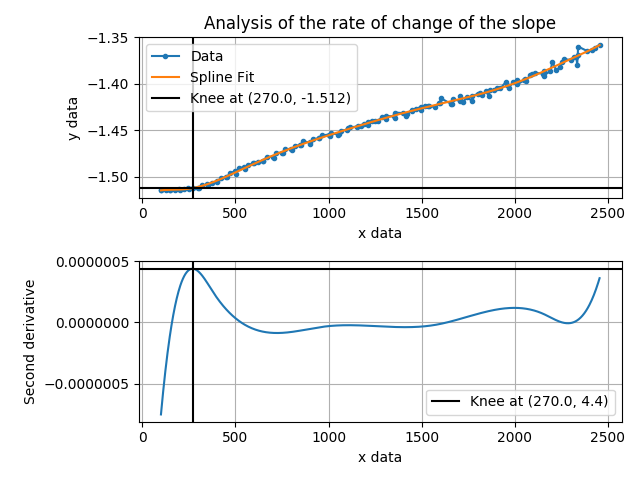 Analysis of the rate of change of the slope
−1.35
−1.40
−1.45
−1.50
y data
Data
Spline Fit
Knee at (270.0, -1.512)
0 500 1000 1500 2000 2500
x data
0.0000005
0.0000000
−0.0000005
Second derivative
Knee at (270.0, 4.4)
0 500 1000 1500 2000 2500
x data